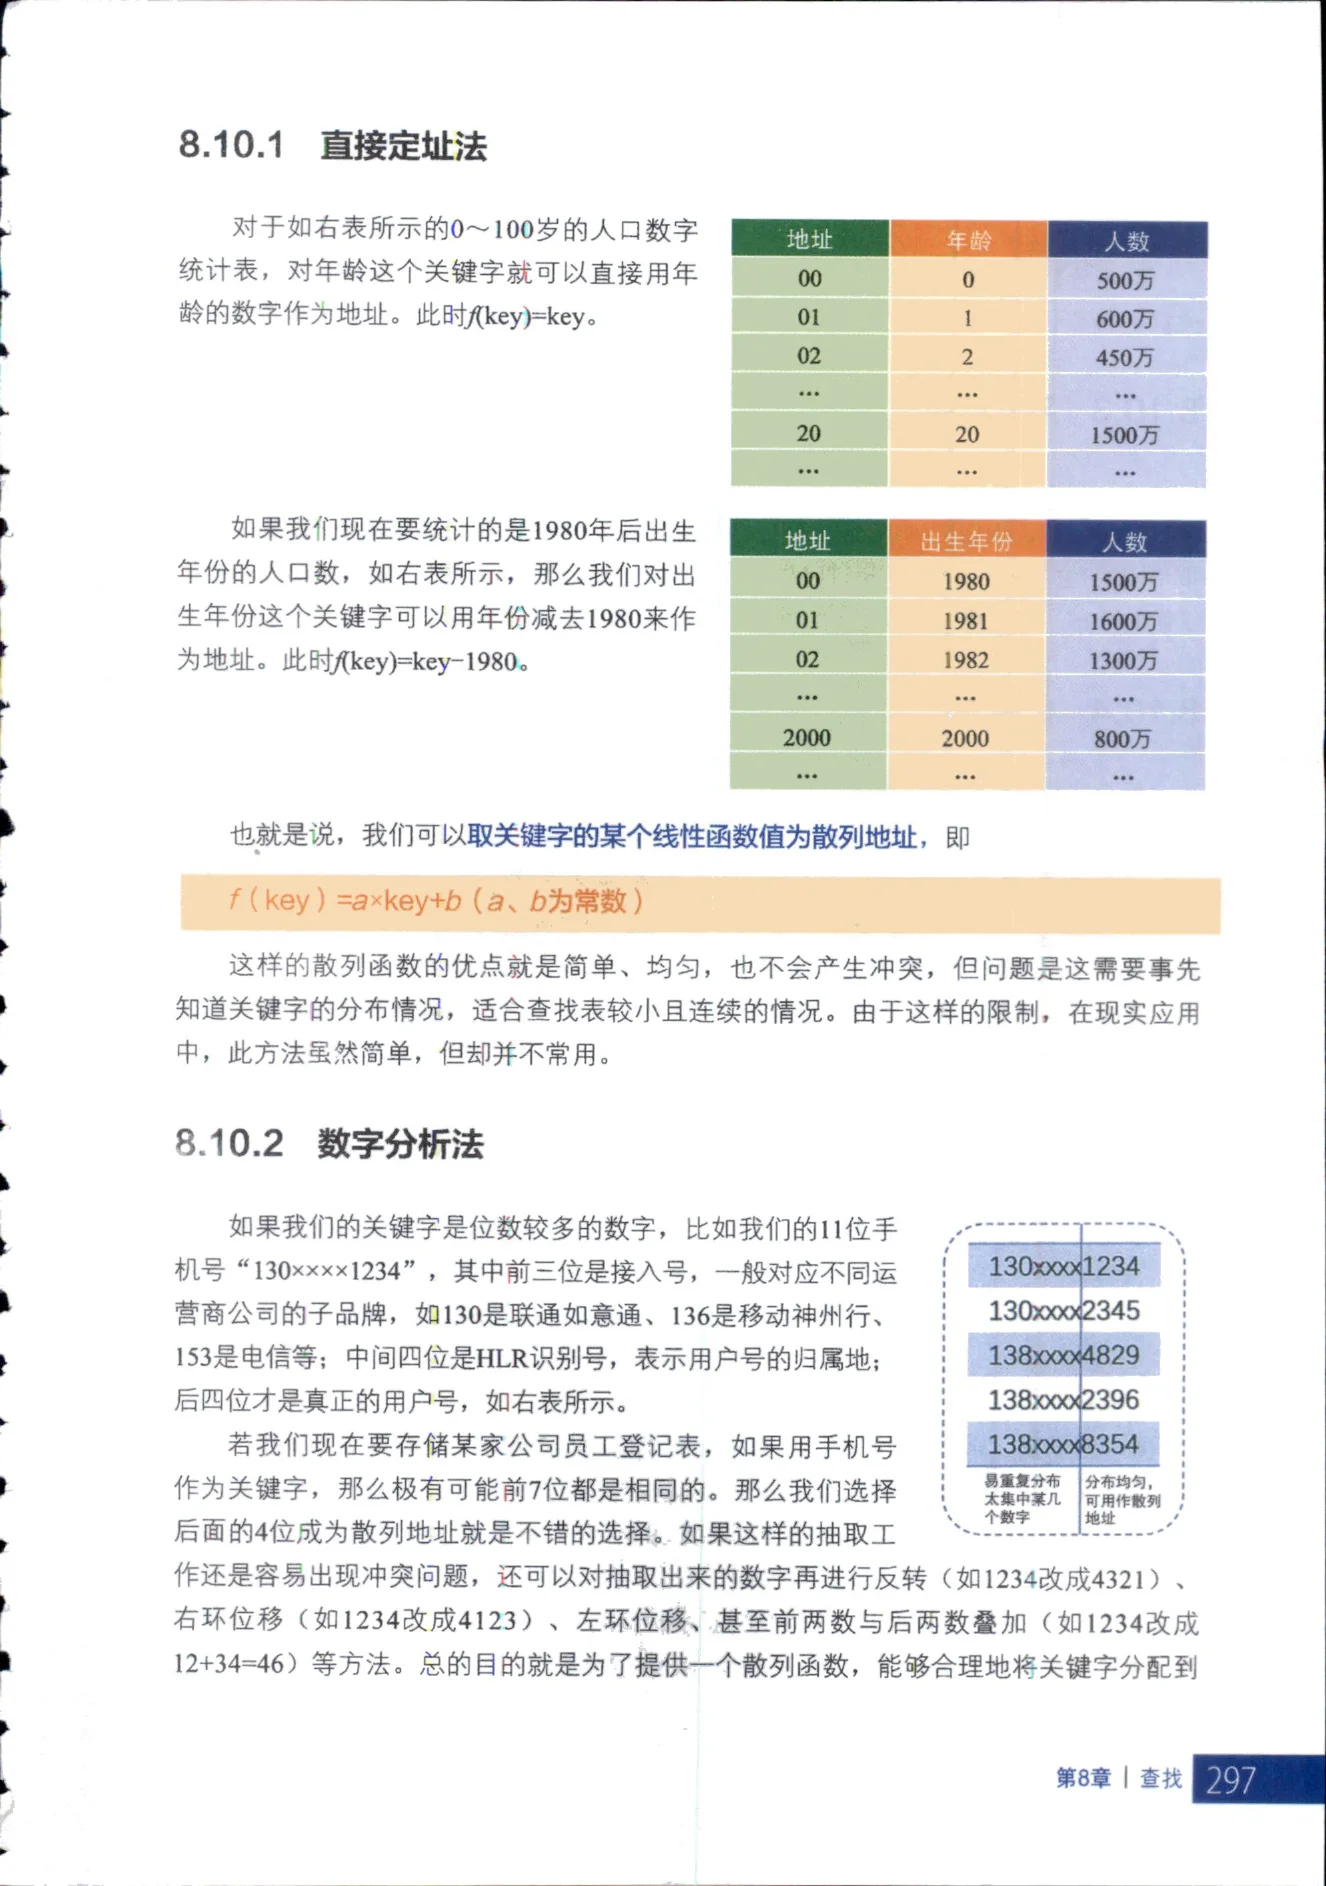 8.10.1 直接定址法
对于如右表所示的0～100岁的人口数字
统计表，对年龄这个关键字就可以直接用年
龄的数字作为地址。此时f(key)=key。
地址 年龄 人数
00 0 500万
01 1 600万
02 2 450万
… … …
20 20 1500万
… … …
如果我们现在要统计的是1980年后出生
年份的人口数，如右表所示，那么我们对出
生年份这个关键字可以用年份减去1980来作
为地址。此时f(key)=key-1980。
地址 出生年份 人数
00 1980 1500万
01 1981 1600万
02 1982 1300万
… … …
2000 2000 800万
… … …
也就是说，我们可以取关键字的某个线性函数值为散列地址，即
f（key）=a×key+b（a、b为常数）
这样的散列函数的优点就是简单、均匀，也不会产生冲突，但问题是这需要事先
知道关键字的分布情况，适合查找表较小且连续的情况。由于这样的限制，在现实应用
中，此方法虽然简单，但却并不常用。
8.10.2 数字分析法
如果我们的关键字是位数较多的数字，比如我们的11位手
机号“130××××1234”，其中前三位是接入号，一般对应不同运
营商公司的子品牌，如130是联通如意通、136是移动神州行、
153是电信等；中间四位是HLR识别号，表示用户号的归属地；
后四位才是真正的用户号，如右表所示。
若我们现在要存储某家公司员工登记表，如果用手机号
作为关键字，那么极有可能前7位都是相同的。那么我们选择
后面的4位成为散列地址就是不错的选择。如果这样的抽取工
作还是容易出现冲突问题，还可以对抽取出来的数字再进行反转（如1234改成4321）、
右环位移（如1234改成4123）、左环位移、甚至前两数与后两数叠加（如1234改成
12+34=46）等方法。总的目的就是为了提供一个散列函数，能够合理地将关键字分配到
130xxxx1234
130xxxx2345
138xxxx4829
138xxxx2396
138xxxx8354
易重复分布
太集中某几
个数字
分布均匀，
可用作散列
地址
第8章 | 查找 297